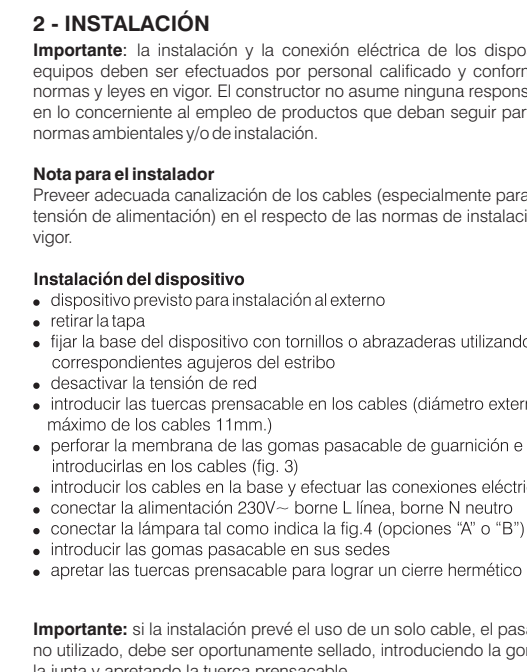 2 - INSTALACIÓN
Importante: la instalación y la conexión eléctrica de los
equipos deben ser efectuados por personal calificado y
normas y leyes en vigor. El constructor no asume ninguna
en lo concerniente al empleo de productos que deban seguir
normas ambientales y/o de instalación.
Nota para el instalador
Preveer adecuada canalización de los cables (especialmente para
tensión de alimentación) en el respecto de las normas de
vigor.
Instalación del dispositivo
• dispositivo previsto para instalación al externo
• retirar la tapa
• fijar la base del dispositivo con tornillos o abrazaderas utilizando
correspondientes agujeros del estribo
• desactivar la tensión de red
• introducir las tuercas prensacable en los cables (diámetro
máximo de los cables 11mm.)
• perforar la membrana de las gomas pasacable de guarnición e
introducirlas en los cables (fig. 3)
• introducir los cables en la base y efectuar las conexiones
• conectar la alimentación 230V~ borne L línea, borne N neutro
• conectar la lámpara tal como indica la fig.4 (opciones “A” o “B”)
• introducir las gomas pasacable en sus sedes
• apretar las tuercas prensacable para lograr un cierre hermético
Importante: si la instalación prevé el uso de un solo cable, el
no utilizado, debe ser oportunamente sellado, introduciendo la
la junta y apretando la tuerca prensacable